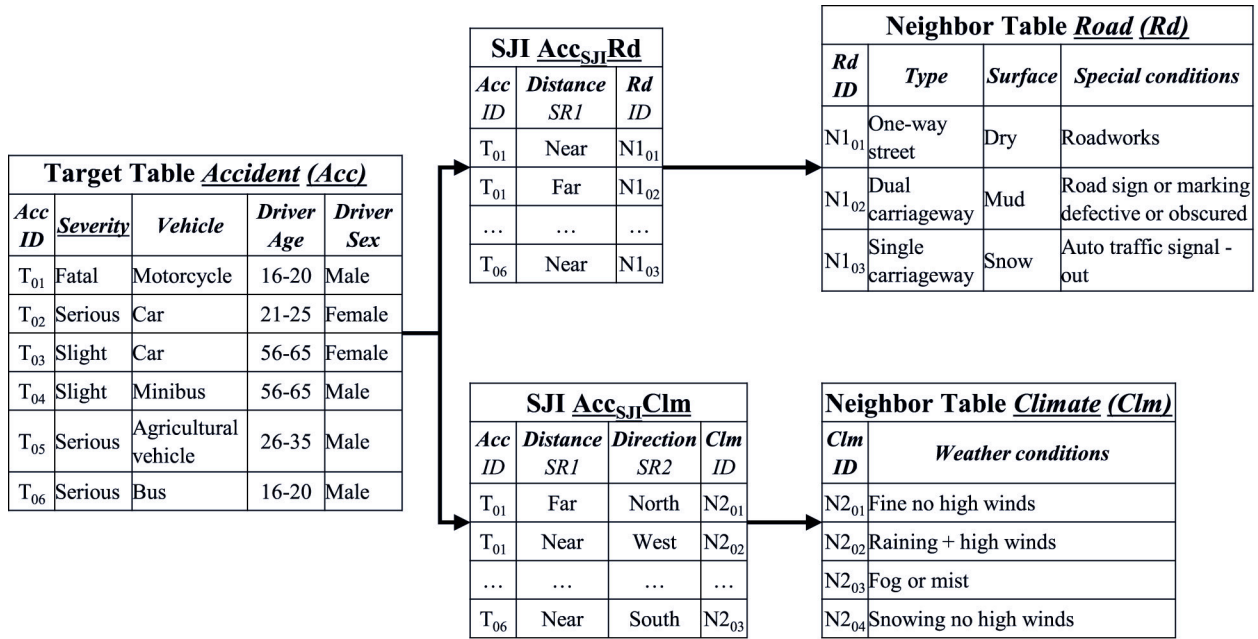 Target Table Accident (Acc)
Acc ID Severity Vehicle Driver Age Driver Sex
T01 Fatal Motorcycle 16-20 Male
T02 Serious Car 21-25 Female
T03 Slight Car 56-65 Female
T04 Slight Minibus 56-65 Male
T05 Serious Agricultural vehicle 26-35 Male
T06 Serious Bus 16-20 Male
SJI AccSJIRd
Acc ID Distance SR1 Rd ID
T01 Near N101
T01 Far N102
… … …
T06 Near N103
Neighbor Table Road (Rd)
Rd ID Type Surface Special conditions
N101 One-way street Dry Roadworks
N102 Dual carriageway Mud Road sign or marking defective or obscured
N103 Single carriageway Snow Auto traffic signal - out
SJI AccSJIClm
Acc ID Distance SR1 Direction SR2 Clm ID
T01 Far North N201
T01 Near West N202
… … … …
T06 Near South N203
Neighbor Table Climate (Clm)
Clm ID Weather conditions
N201 Fine no high winds
N202 Raining + high winds
N203 Fog or mist
N204 Snowing no high winds